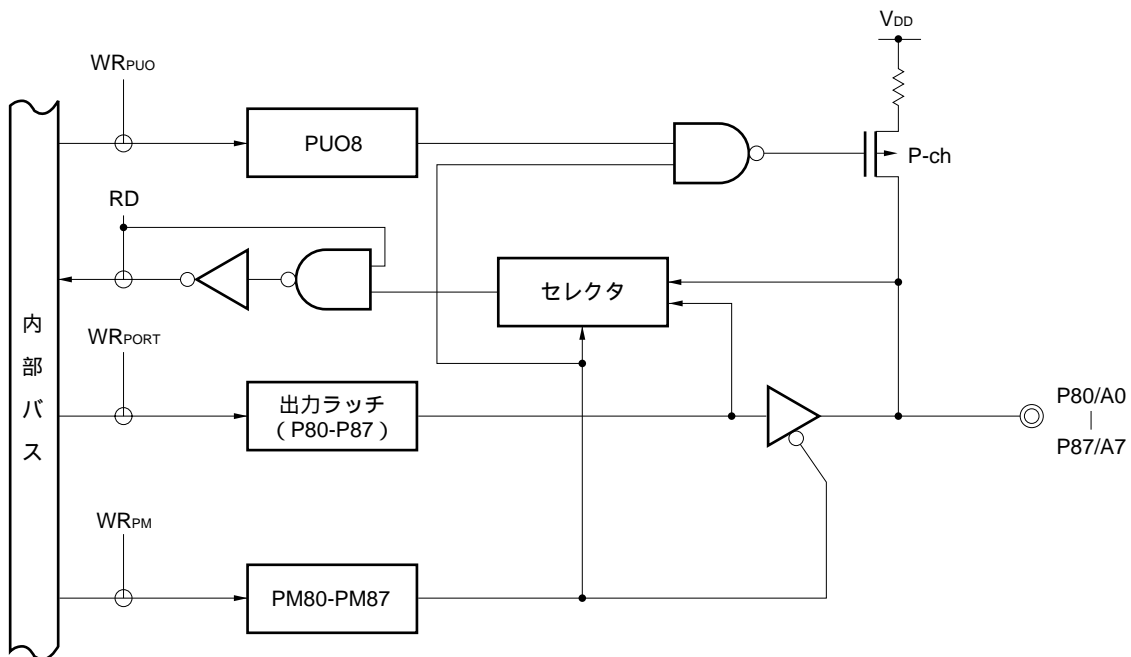 VDD
WRPUO
PUO8
P-ch
RD
セレクタ
内部バス
WRPORT
出力ラッチ
(P80-P87)
P80/A0
|
P87/A7
WRPM
PM80-PM87